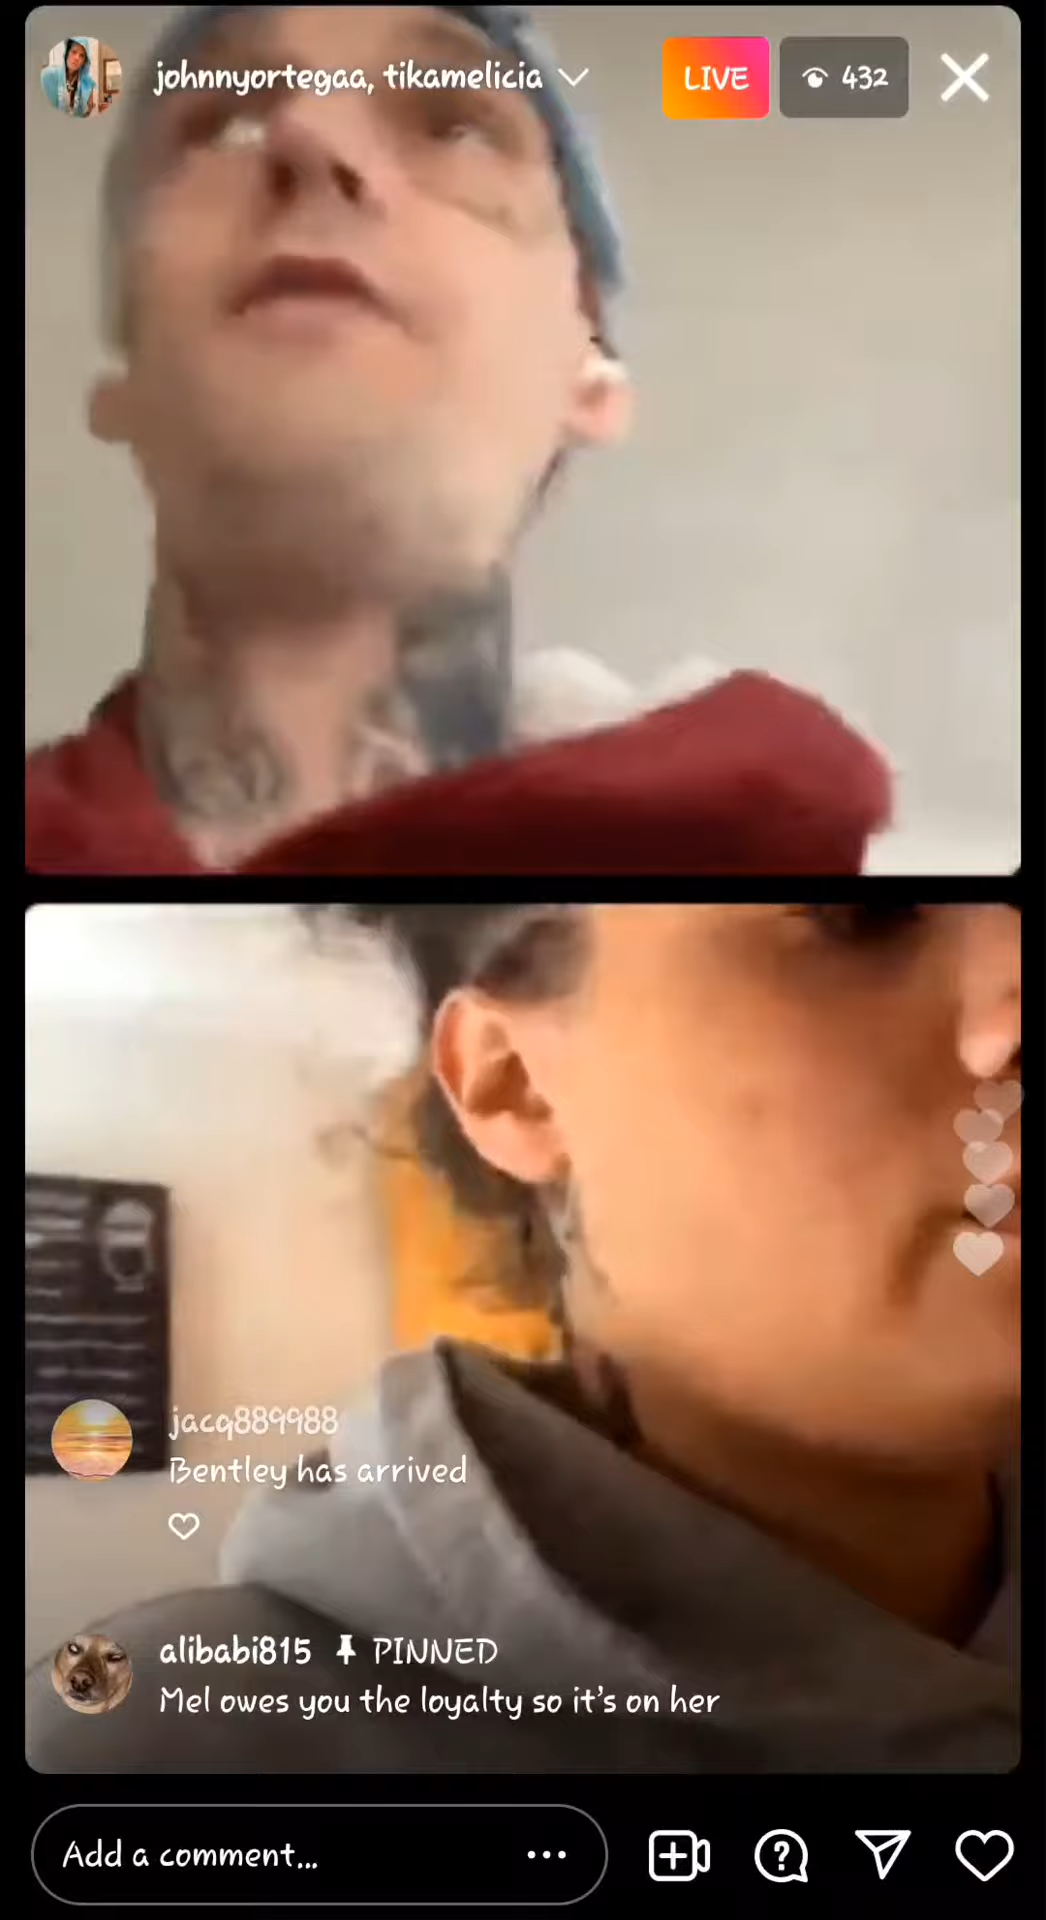 johnnyortegaa, tikamelicia
LIVE
432
jacq889988
Bentley has arrived
alibabi815 PINNED
Mel owes you the loyalty so it's on her
Add a comment...